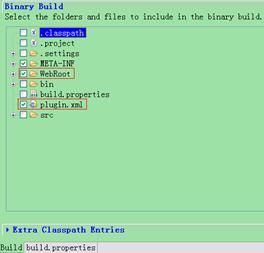 Binary Build
Select the folders and files to include in the binary build.
.classpath
.project
.settings
META-INF
WebRoot
bin
build.properties
plugin.xml
src
Extra Classpath Entries
Build build.properties